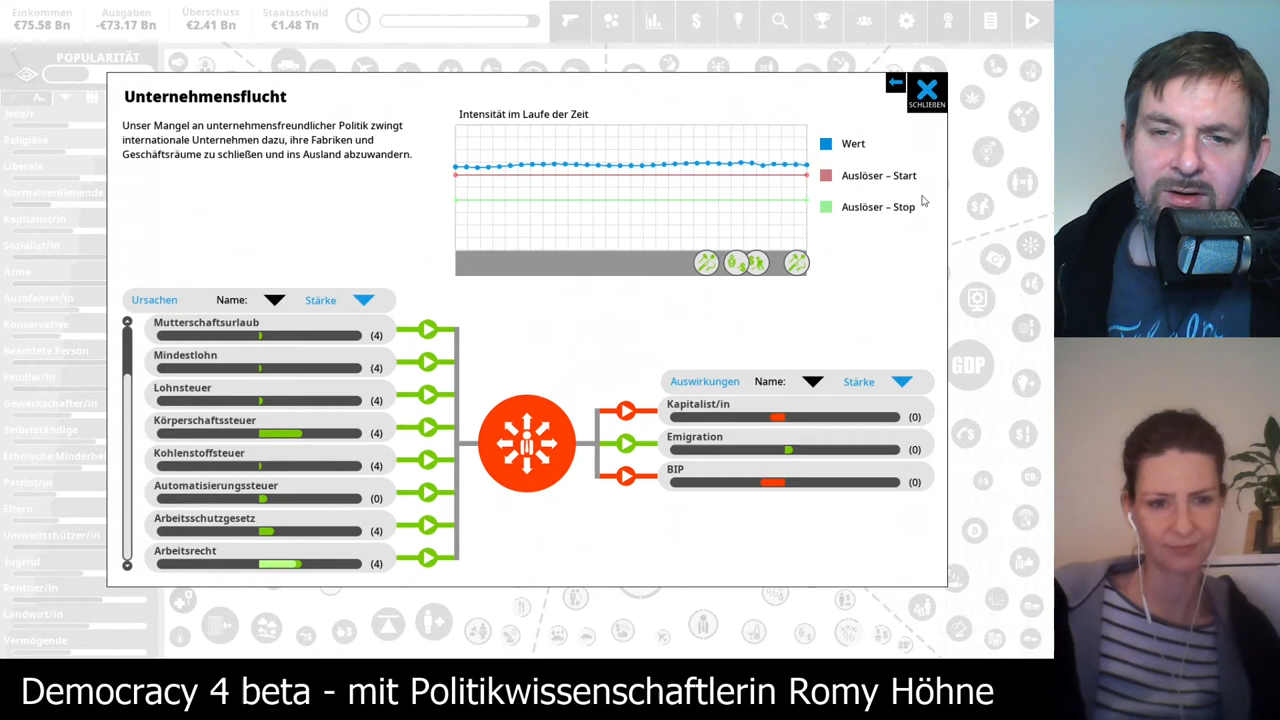 Einkommen
€75.58 Bn
Ausgaben
-€73.17 Bn
Überschuss
€2.41 Bn
Staatsschuld
€1.48 Tn
POPULARITÄT
Jede/r
Religiöse
Liberale
Normalverdienende
Kapitalist/in
Sozialist/in
Arme
Autofahrer/in
Konservative
Beamtete Person
Pendler/in
Gewerkschafter/in
Selbstständige
Ethnische Minderhei
Patriot/in
Eltern
Umweltschützer/in
Jugend
Rentner/in
Landwirt/in
Vermögende
Unternehmensflucht
Unser Mangel an unternehmensfreundlicher Politik zwingt
internationale Unternehmen dazu, ihre Fabriken und
Geschäftsräume zu schließen und ins Ausland abzuwandern.
Intensität im Laufe der Zeit
SCHLIEßEN
Wert
Auslöser – Start
Auslöser – Stop
Ursachen Name: Stärke
Mutterschaftsurlaub
(4)
Mindestlohn
(4)
Lohnsteuer
(4)
Körperschaftssteuer
(4)
Kohlenstoffsteuer
(4)
Automatisierungssteuer
(0)
Arbeitsschutzgesetz
(4)
Arbeitsrecht
(4)
Auswirkungen Name: Stärke
Kapitalist/in
(0)
Emigration
(0)
BIP
(0)
GDP
Democracy 4 beta - mit Politikwissenschaftlerin Romy Höhne